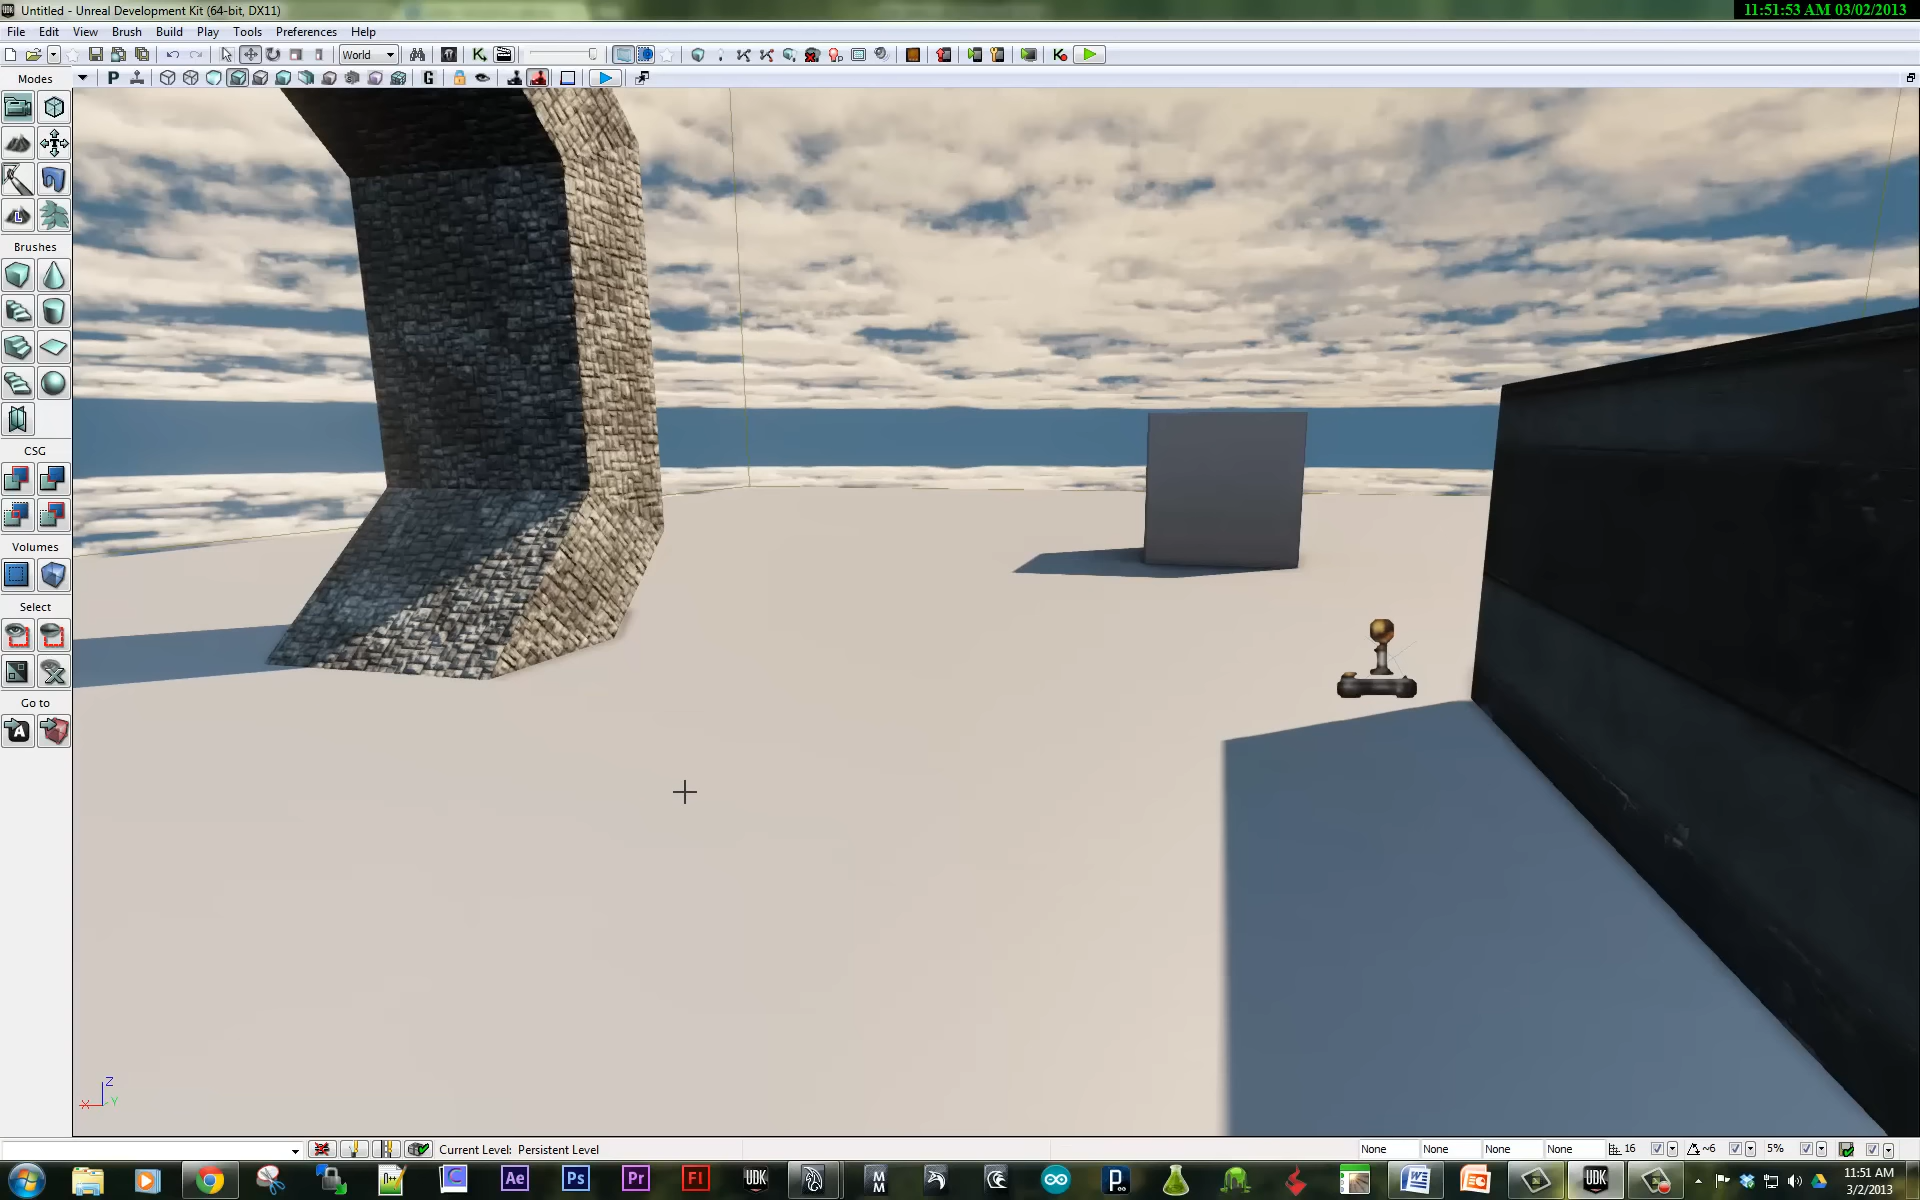 Untitled - Unreal Development Kit (64-bit, DX11)
11:51:53 AM 03/02/2013
File Edit View Brush Build Play Tools Preferences Help
World
Modes
P
G
L
Brushes
CSG
Volumes
Select
Go to
A
Z
X Y
Current Level: Persistent Level
None None None None 16 ~6 5%
Ae Ps Pr Fl UDK M M P UDK
11:51 AM
3/2/2013